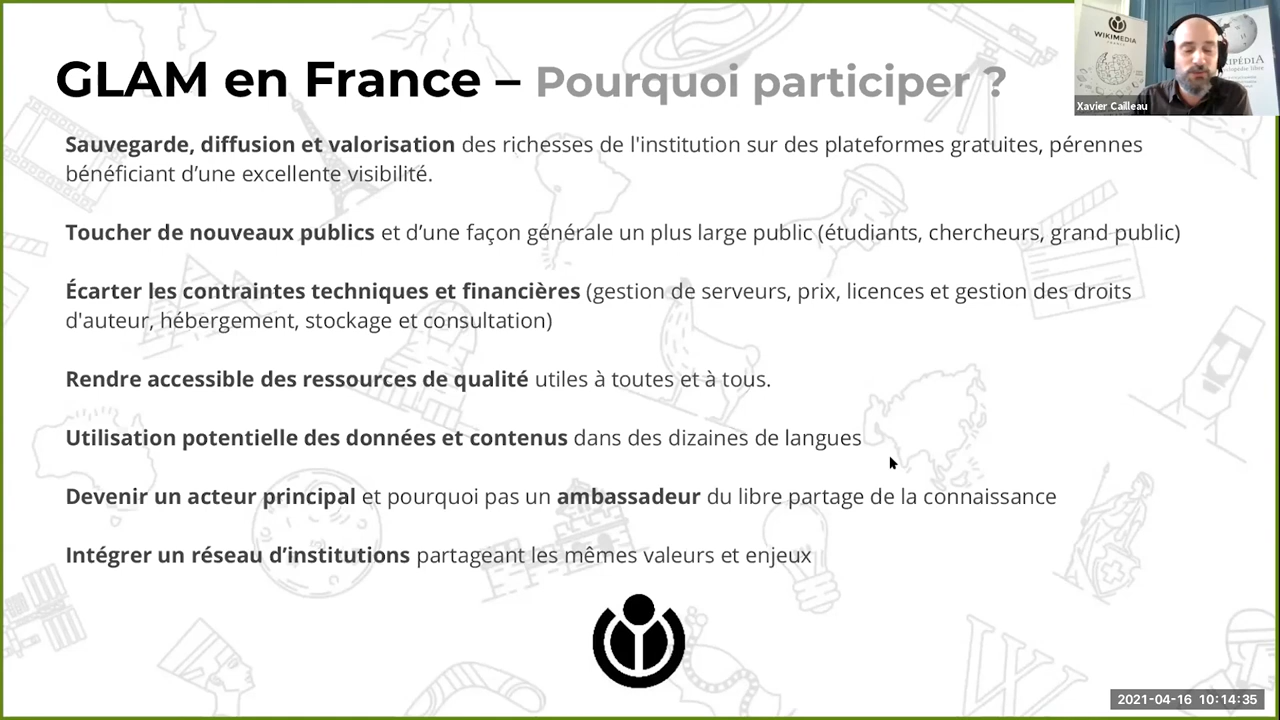 GLAM en France – Pourquoi participer ?
Sauvegarde, diffusion et valorisation des richesses de l'institution sur des plateformes gratuites, pérennes
bénéficiant d’une excellente visibilité.
Toucher de nouveaux publics et d’une façon générale un plus large public (étudiants, chercheurs, grand public)
Écarter les contraintes techniques et financières (gestion de serveurs, prix, licences et gestion des droits
d'auteur, hébergement, stockage et consultation)
Rendre accessible des ressources de qualité utiles à toutes et à tous.
Utilisation potentielle des données et contenus dans des dizaines de langues
Devenir un acteur principal et pourquoi pas un ambassadeur du libre partage de la connaissance
Intégrer un réseau d’institutions partageant les mêmes valeurs et enjeux
WIKIMEDIA
FRANCE
Xavier Cailleau
2021-04-16 10:14:35